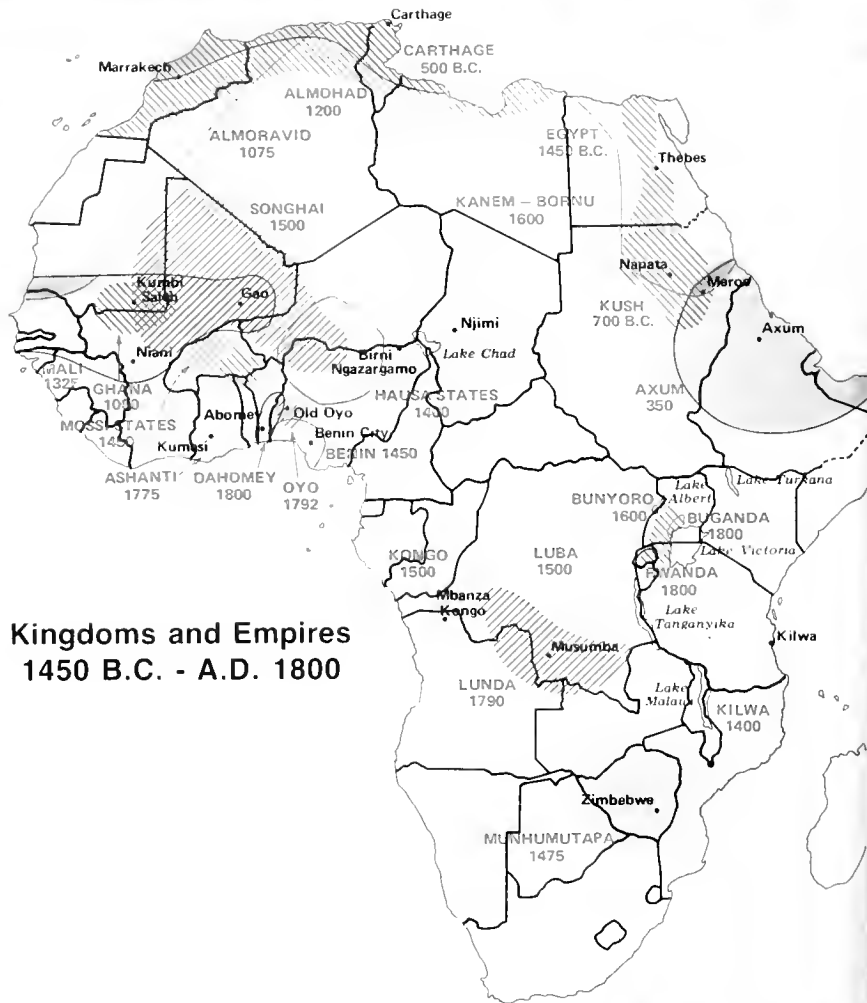 Carthage
CARTHAGE
500 B.C.
Marrakech
ALMOHAD
1200
ALMORAVID
1075
EGYPT
1450 B.C.
Thebes
SONGHAI
1500
KANEM – BORNU
1600
Napata
Meroe
KUSH
700 B.C.
Kumbi
Saleh
Gao
Axum
Njimi
Lake Chad
Niani
Birni
Ngazargamo
MALI
1325
GHANA
1000
HAUSA STATES
1400
AXUM
350
MOSSI STATES
1450
Abomey
Old Oyo
Kumasi
Benin City
BENIN 1450
ASHANTI
1775
DAHOMEY
1800
OYO
1792
Lake
Albert
Lake Turkana
BUNYORO
1600
BUGANDA
1800
Lake Victoria
KONGO
1500
LUBA
1500
RWANDA
1800
Mbanza
Kongo
Lake
Tanganyika
Kingdoms and Empires
1450 B.C. - A.D. 1800
Musumba
Kilwa
LUNDA
1790
Lake
Malawi
KILWA
1400
Zimbabwe
MUNHUMUTAPA
1475